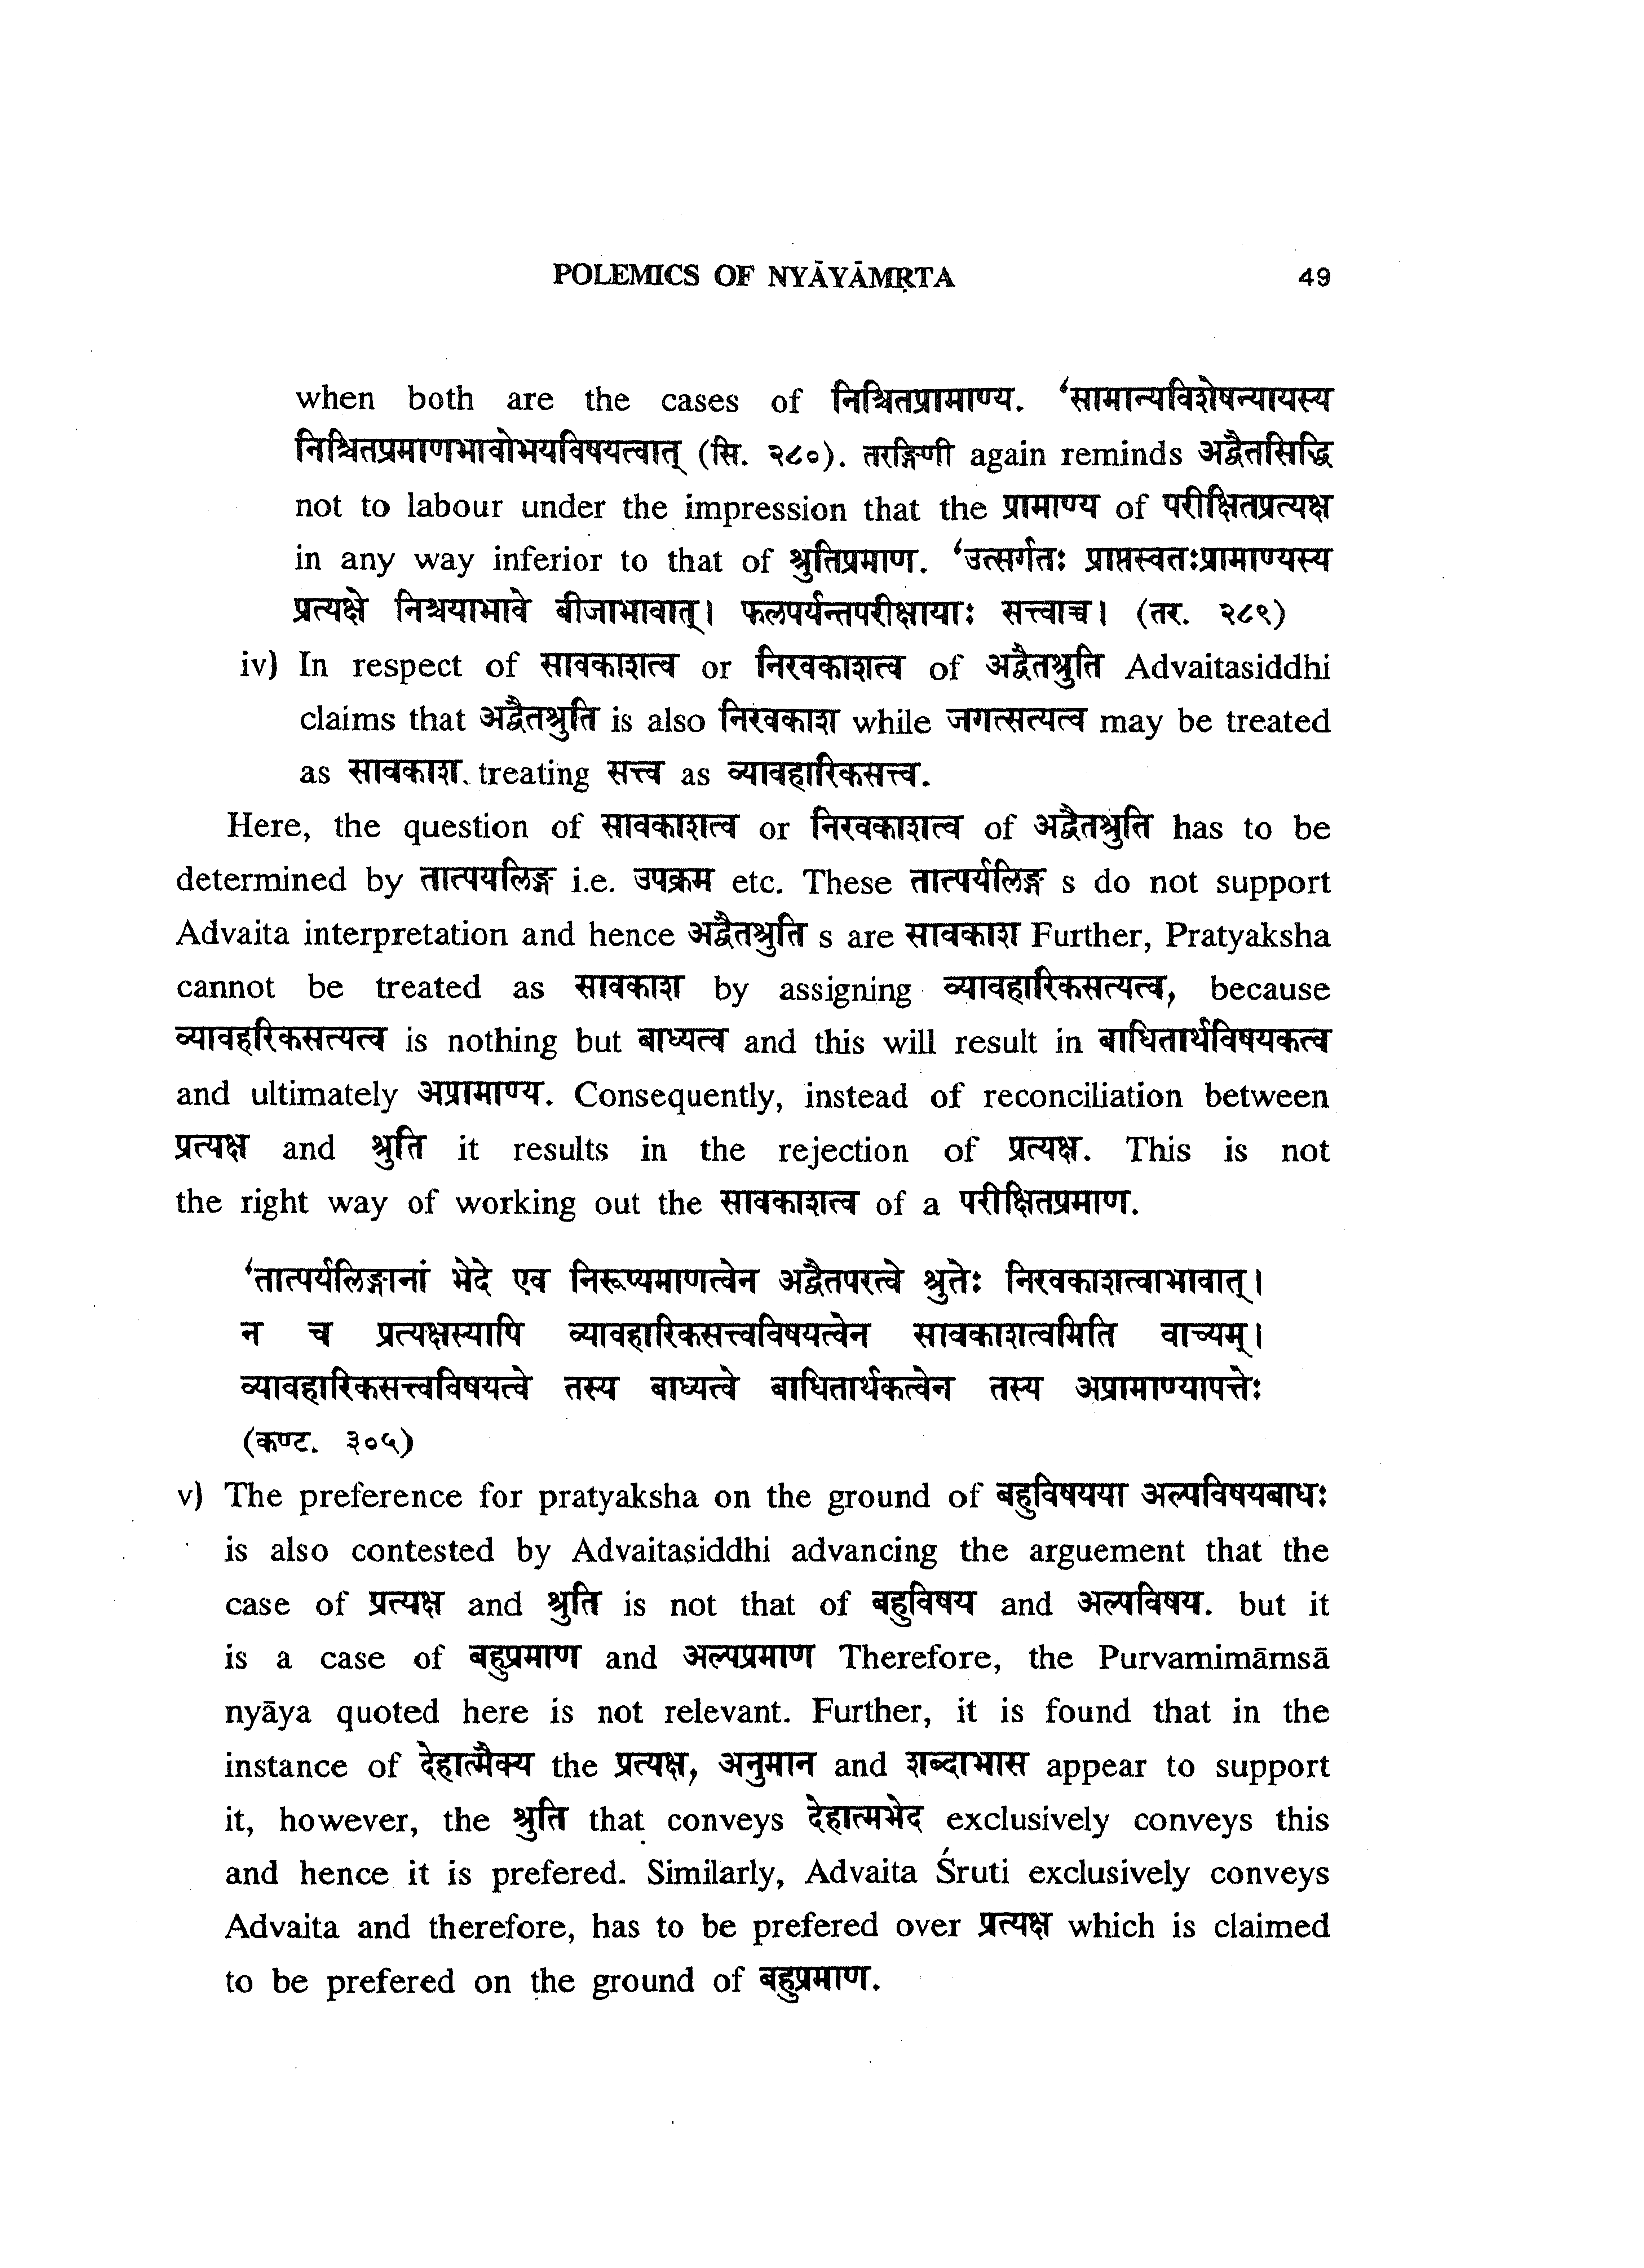 POLEMICS OF NYĀYĀMṚTA 49
when both are the cases of निश्चितप्रामाण्य. ‘सामान्यविशेषन्यायस्य
निश्चितप्रमाणभावोभयविषयत्वात् (सि. २८०). तरङ्गिणी again reminds अद्वैतसिद्धि
not to labour under the impression that the प्रामाण्य of परीक्षितप्रत्यक्ष
in any way inferior to that of श्रुतिप्रमाण. ‘उत्सर्गतः प्राप्तस्वतःप्रामाण्यस्य
प्रत्यक्षे निश्चयाभावे बीजाभावात्। फलपर्यन्तपरीक्षायाः सत्त्वाच्च। (तर. २८९)
iv) In respect of सावकाशत्व or निरवकाशत्व of अद्वैतश्रुति Advaitasiddhi
claims that अद्वैतश्रुति is also निरवकाश while जगत्सत्यत्व may be treated
as सावकाश. treating सत्त्व as व्यावहारिकसत्त्व.
Here, the question of सावकाशत्व or निरवकाशत्व of अद्वैतश्रुति has to be
determined by तात्पयलिङ्ग i.e. उपक्रम etc. These तात्पर्यलिङ्ग s do not support
Advaita interpretation and hence अद्वैतश्रुति s are सावकाश Further, Pratyaksha
cannot be treated as सावकाश by assigning व्यावहारिकसत्यत्व, because
व्यावहरिकसत्यत्व is nothing but बाध्यत्व and this will result in बाधितार्थविषयकत्व
and ultimately अप्रामाण्य. Consequently, instead of reconciliation between
प्रत्यक्ष and श्रुति it results in the rejection of प्रत्यक्ष. This is not
the right way of working out the सावकाशत्व of a परीक्षितप्रमाण.
‘तात्पर्यलिङ्गानां भेदे एव निरूप्यमाणत्वेन अद्वैतपरत्वे श्रुतेः निरवकाशत्वाभावात्।
न च प्रत्यक्षस्यापि व्यावहारिकसत्त्वविषयत्वेन सावकाशत्वमिति वाच्यम्।
व्यावहारिकसत्त्वविषयत्वे तस्य बाध्यत्वे बाधितार्थकत्वेन तस्य अप्रामाण्यापत्तेः
(कण्ट. ३०५)
v) The preference for pratyaksha on the ground of बहुविषयया अल्पविषयबाधः
is also contested by Advaitasiddhi advancing the arguement that the
case of प्रत्यक्ष and श्रुति is not that of बहुविषय and अल्पविषय. but it
is a case of बहुप्रमाण and अल्पप्रमाण Therefore, the Purvamimāmsā
nyāya quoted here is not relevant. Further, it is found that in the
instance of देहात्मैक्य the प्रत्यक्ष, अनुमान and शब्दाभास appear to support
it, however, the श्रुति that conveys देहात्मभेद exclusively conveys this
and hence it is prefered. Similarly, Advaita Śruti exclusively conveys
Advaita and therefore, has to be prefered over प्रत्यक्ष which is claimed
to be prefered on the ground of बहुप्रमाण.